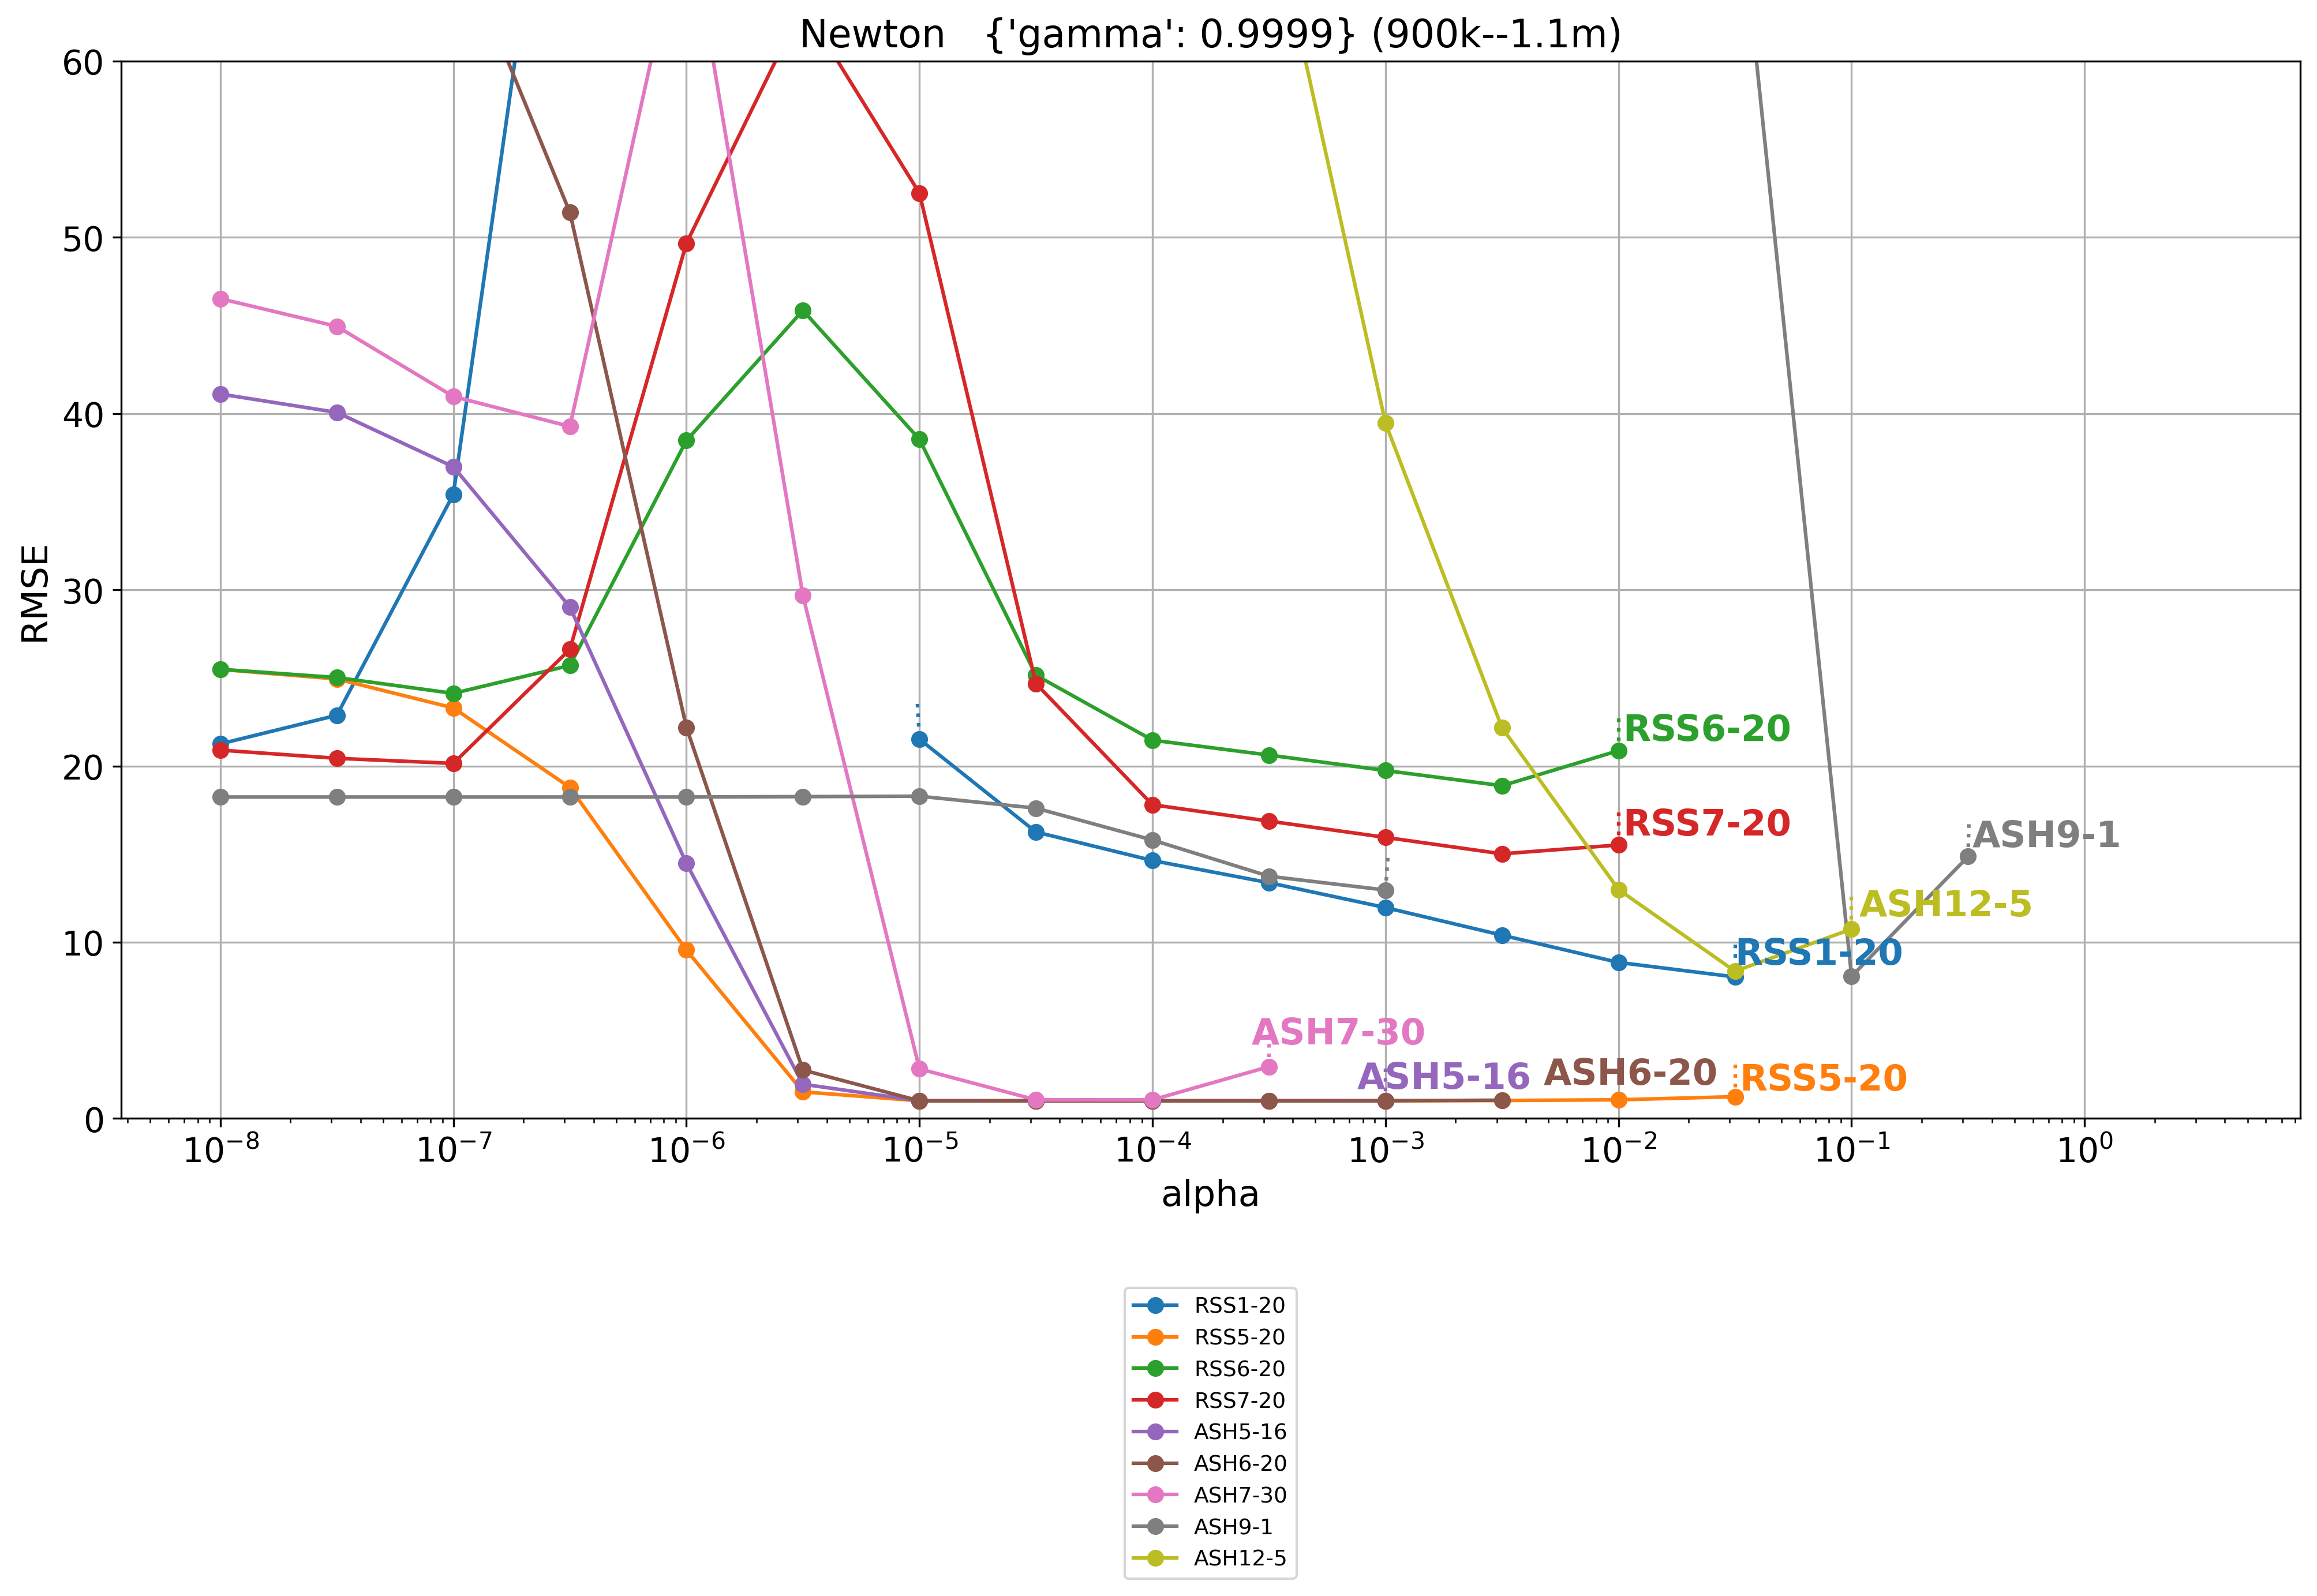 Newton {'gamma': 0.9999} (900k--1.1m)
60
50
40
30
20
10
0
RMSE
RSS6-20
RSS7-20
ASH9-1
ASH12-5
RSS1-20
ASH7-30
ASH5-16
ASH6-20
RSS5-20
10⁻⁸ 10⁻⁷ 10⁻⁶ 10⁻⁵ 10⁻⁴ 10⁻³ 10⁻² 10⁻¹ 10⁰
alpha
RSS1-20
RSS5-20
RSS6-20
RSS7-20
ASH5-16
ASH6-20
ASH7-30
ASH9-1
ASH12-5